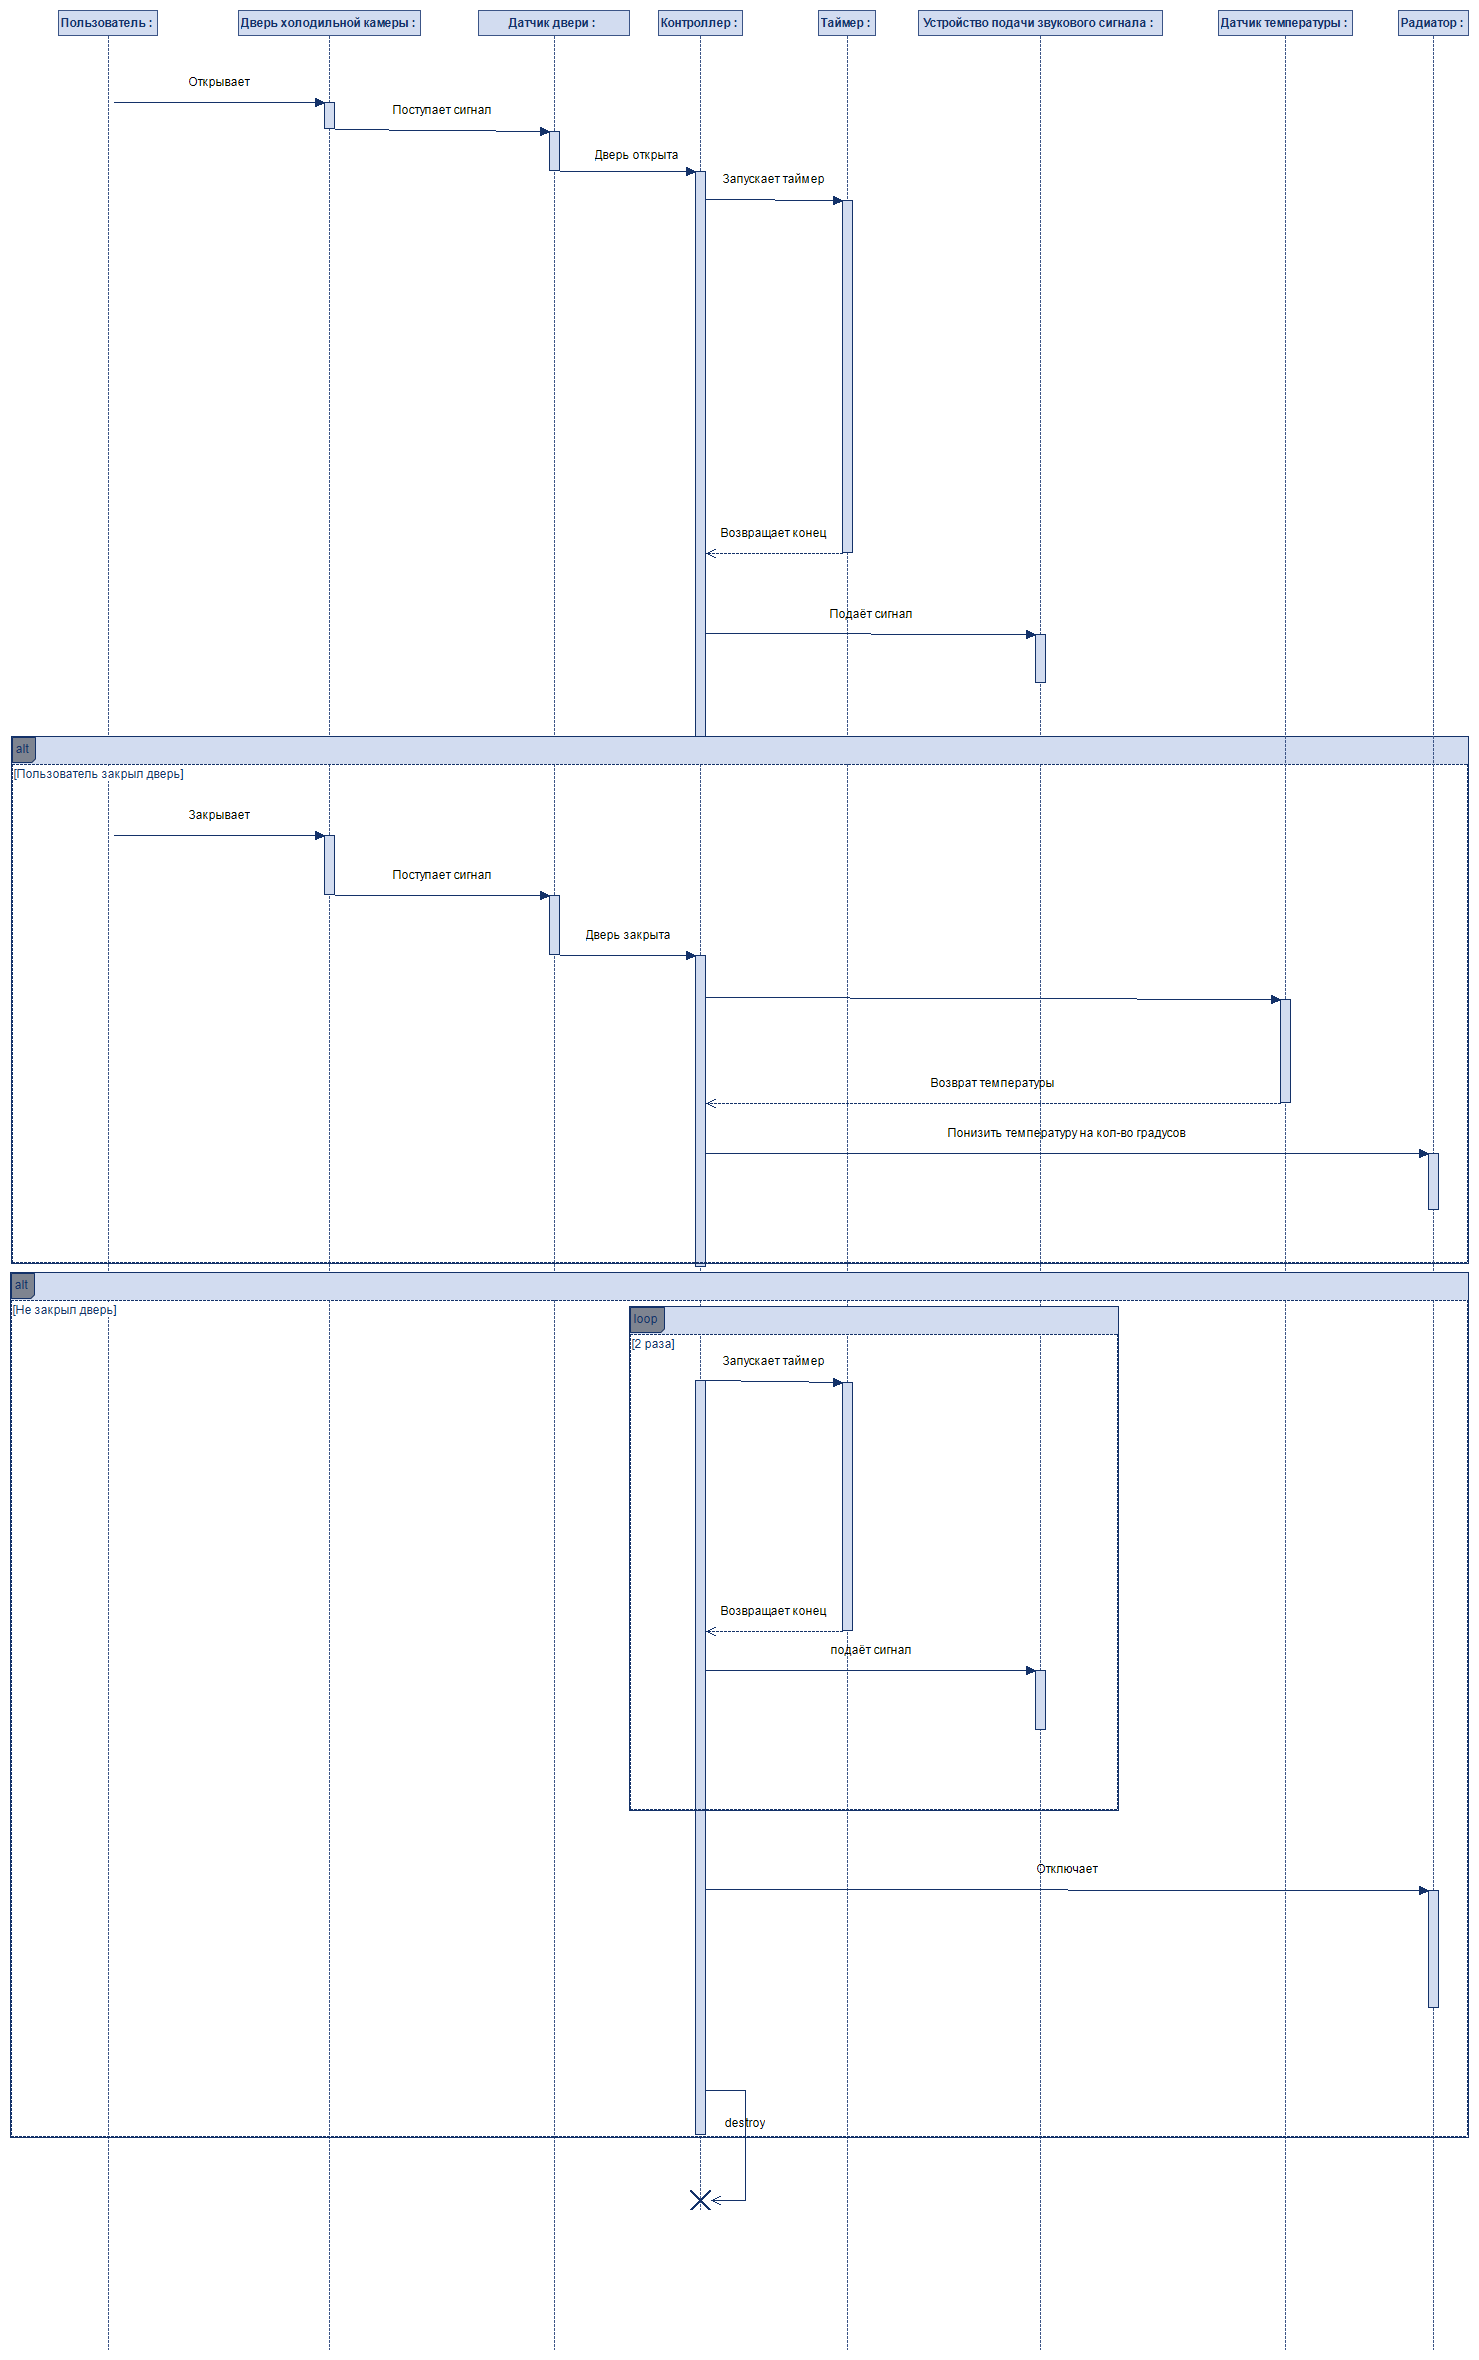 Пользователь :
Дверь холодильной камеры :
Датчик двери :
Контроллер :
Таймер :
Устройство подачи звукового сигнала :
Датчик температуры :
Радиатор :
Открывает
Поступает сигнал
Дверь открыта
Запускает таймер
Возвращает конец
Подаёт сигнал
alt
[Пользователь закрыл дверь]
Закрывает
Поступает сигнал
Дверь закрыта
Возврат температуры
Понизить температуру на кол-во градусов
alt
[Не закрыл дверь]
loop
[2 раза]
Запускает таймер
Возвращает конец
подаёт сигнал
Отключает
destroy